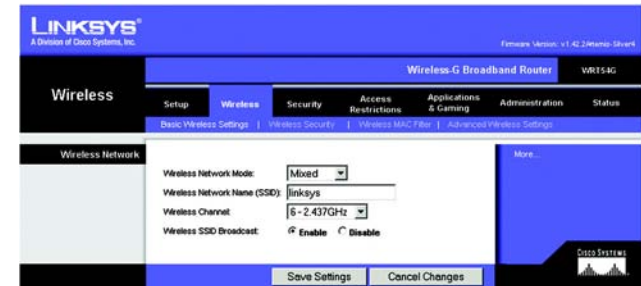 LINKSYS®
A Division of Cisco Systems, Inc.
Firmware Version: v1.42.2
Wireless-G Broadband Router WRT54G
Wireless
Setup Wireless Security Access Restrictions Applications & Gaming Administration Status
Basic Wireless Settings | Wireless Security | Wireless MAC Filter | Advanced Wireless Settings
Wireless Network
More...
Wireless Network Mode: Mixed
Wireless Network Name (SSID): linksys
Wireless Channel: 6 - 2.437GHz
Wireless SSID Broadcast: Enable Disable
CISCO SYSTEMS
Save Settings Cancel Changes